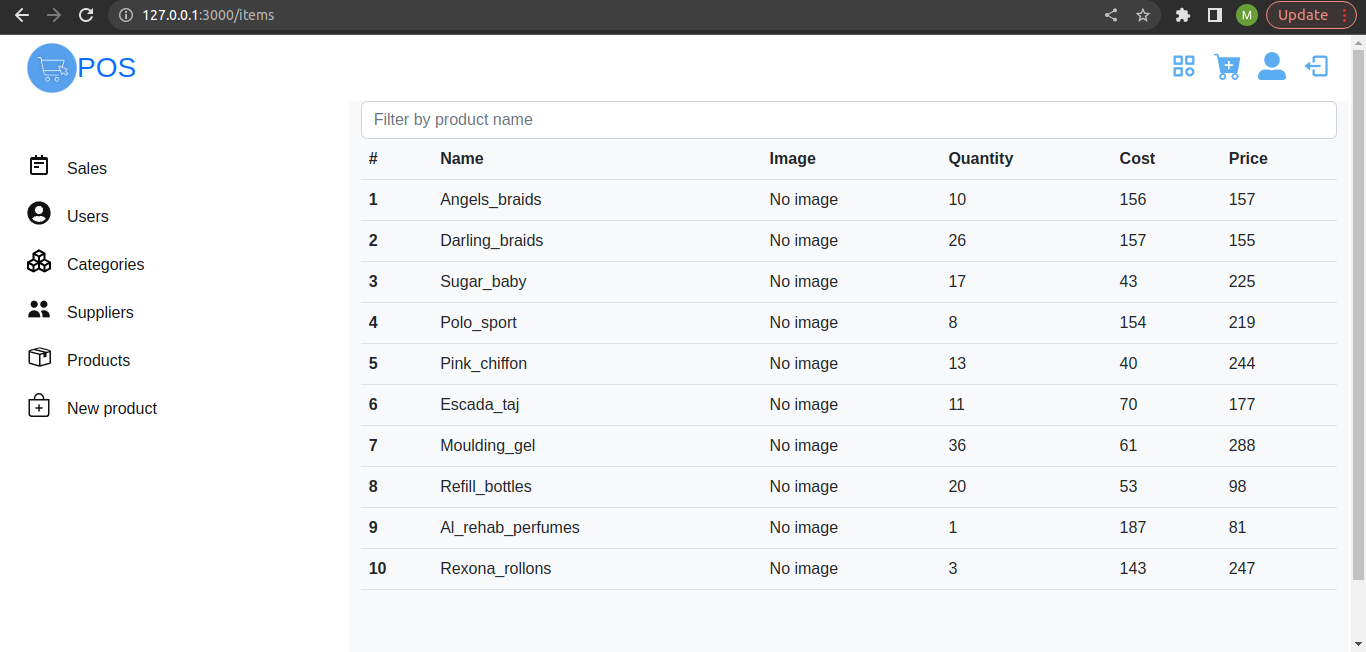 127.0.0.1:3000/items
M
Update
POS
Sales
Users
Categories
Suppliers
Products
New product
Filter by product name
# Name Image Quantity Cost Price
1 Angels_braids No image 10 156 157
2 Darling_braids No image 26 157 155
3 Sugar_baby No image 17 43 225
4 Polo_sport No image 8 154 219
5 Pink_chiffon No image 13 40 244
6 Escada_taj No image 11 70 177
7 Moulding_gel No image 36 61 288
8 Refill_bottles No image 20 53 98
9 Al_rehab_perfumes No image 1 187 81
10 Rexona_rollons No image 3 143 247